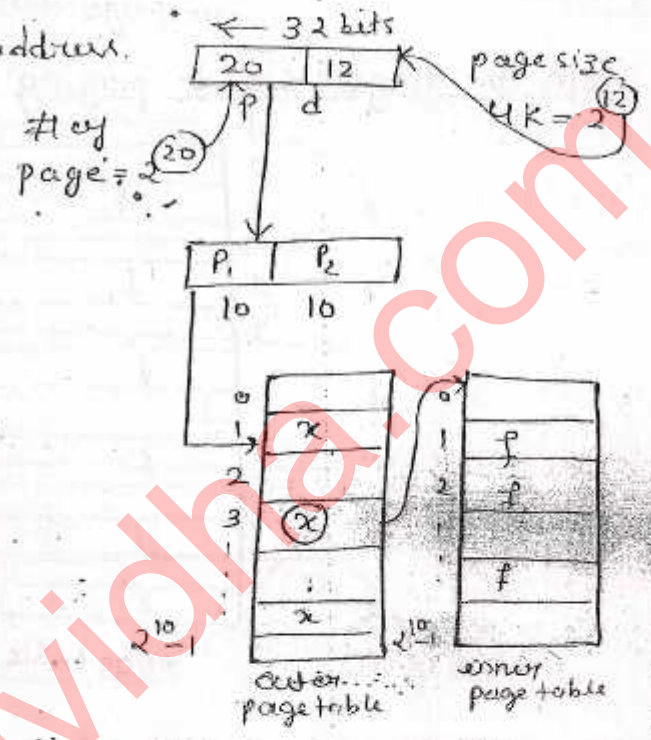 address.
← 32 bits
20 12
p d
page size
4K = 2^12
# of
page = 2^20
P₁ P₂
10 10
0
1 x
2
3 x
x
2^10-1
outer
page table
0
1 f
2 f
f
2^10-1
inner
page table
vidha.com